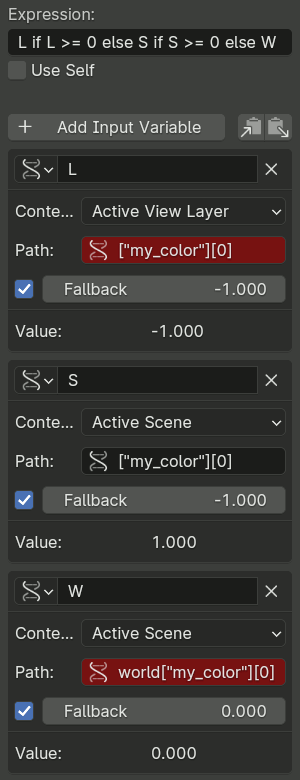 Expression:
L if L >= 0 else S if S >= 0 else W
Use Self
+ Add Input Variable
L
Conte... Active View Layer
Path: ["my_color"][0]
Fallback -1.000
Value: -1.000
S
Conte... Active Scene
Path: ["my_color"][0]
Fallback -1.000
Value: 1.000
W
Conte... Active Scene
Path: world["my_color"][0]
Fallback 0.000
Value: 0.000